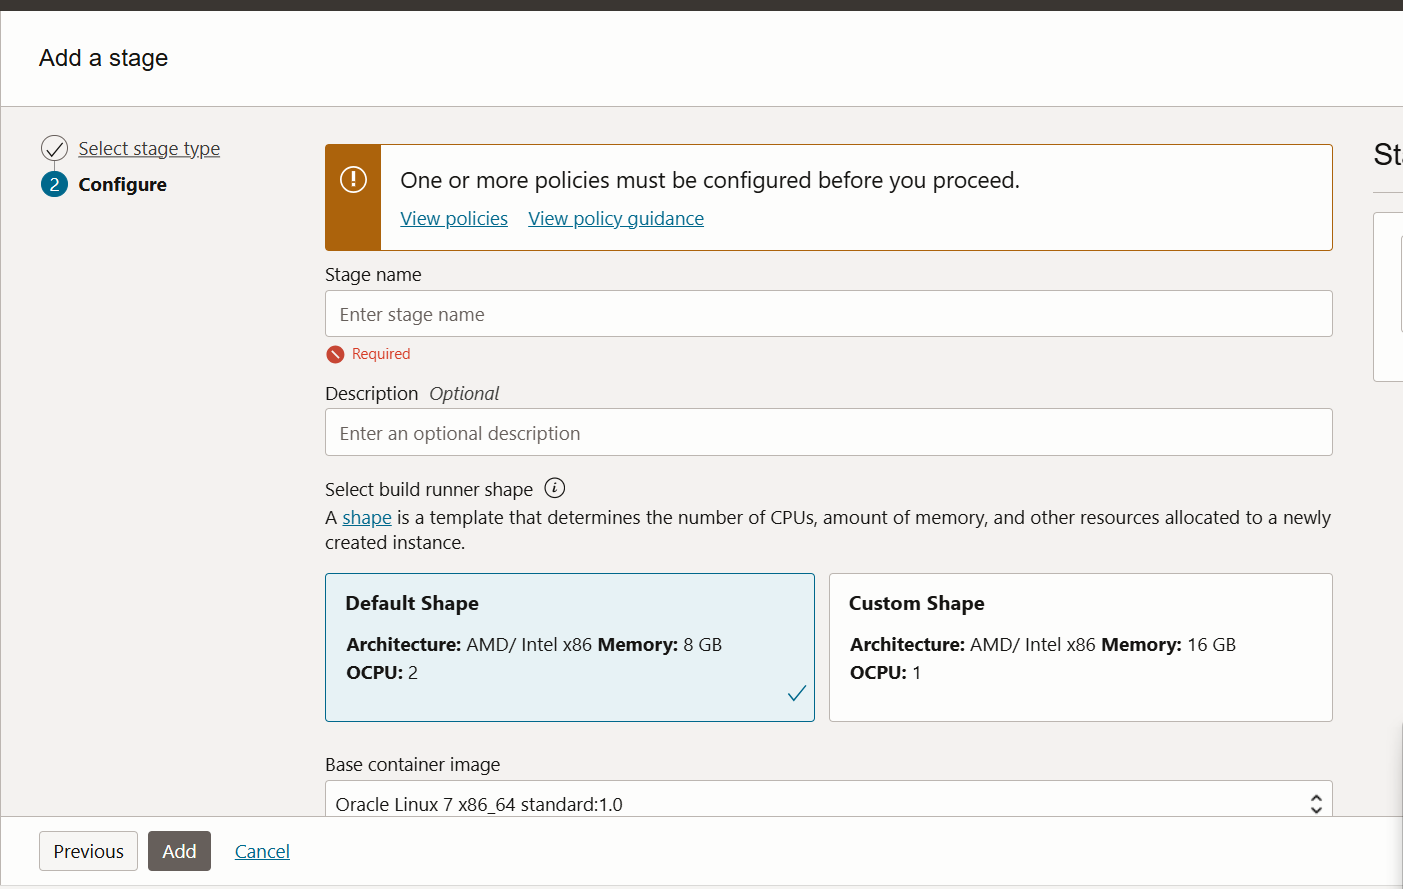 Add a stage
Select stage type
2 Configure
One or more policies must be configured before you proceed.
View policies View policy guidance
Stage name
Enter stage name
Required
Description Optional
Enter an optional description
Select build runner shape
A shape is a template that determines the number of CPUs, amount of memory, and other resources allocated to a newly
created instance.
Default Shape
Architecture: AMD/ Intel x86 Memory: 8 GB
OCPU: 2
Custom Shape
Architecture: AMD/ Intel x86 Memory: 16 GB
OCPU: 1
Base container image
Oracle Linux 7 x86_64 standard:1.0
Previous Add Cancel